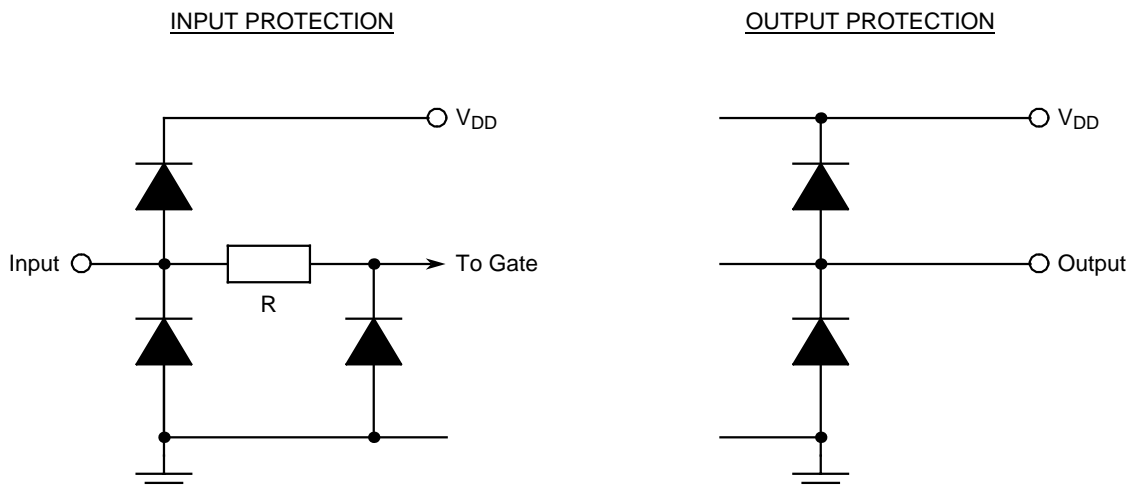 INPUT PROTECTION
VDD
Input
To Gate
R
OUTPUT PROTECTION
VDD
Output